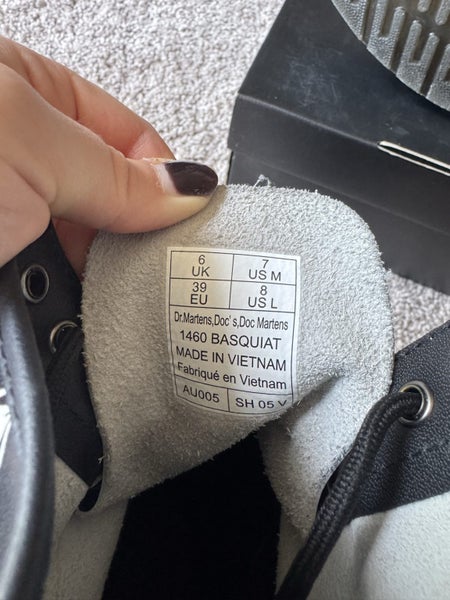 6 UK 7 US M
39 EU 8 US L
Dr.Martens,Doc's,Doc Martens
1460 BASQUIAT
MADE IN VIETNAM
Fabriqué en Vietnam
AU005 SH 05 Y